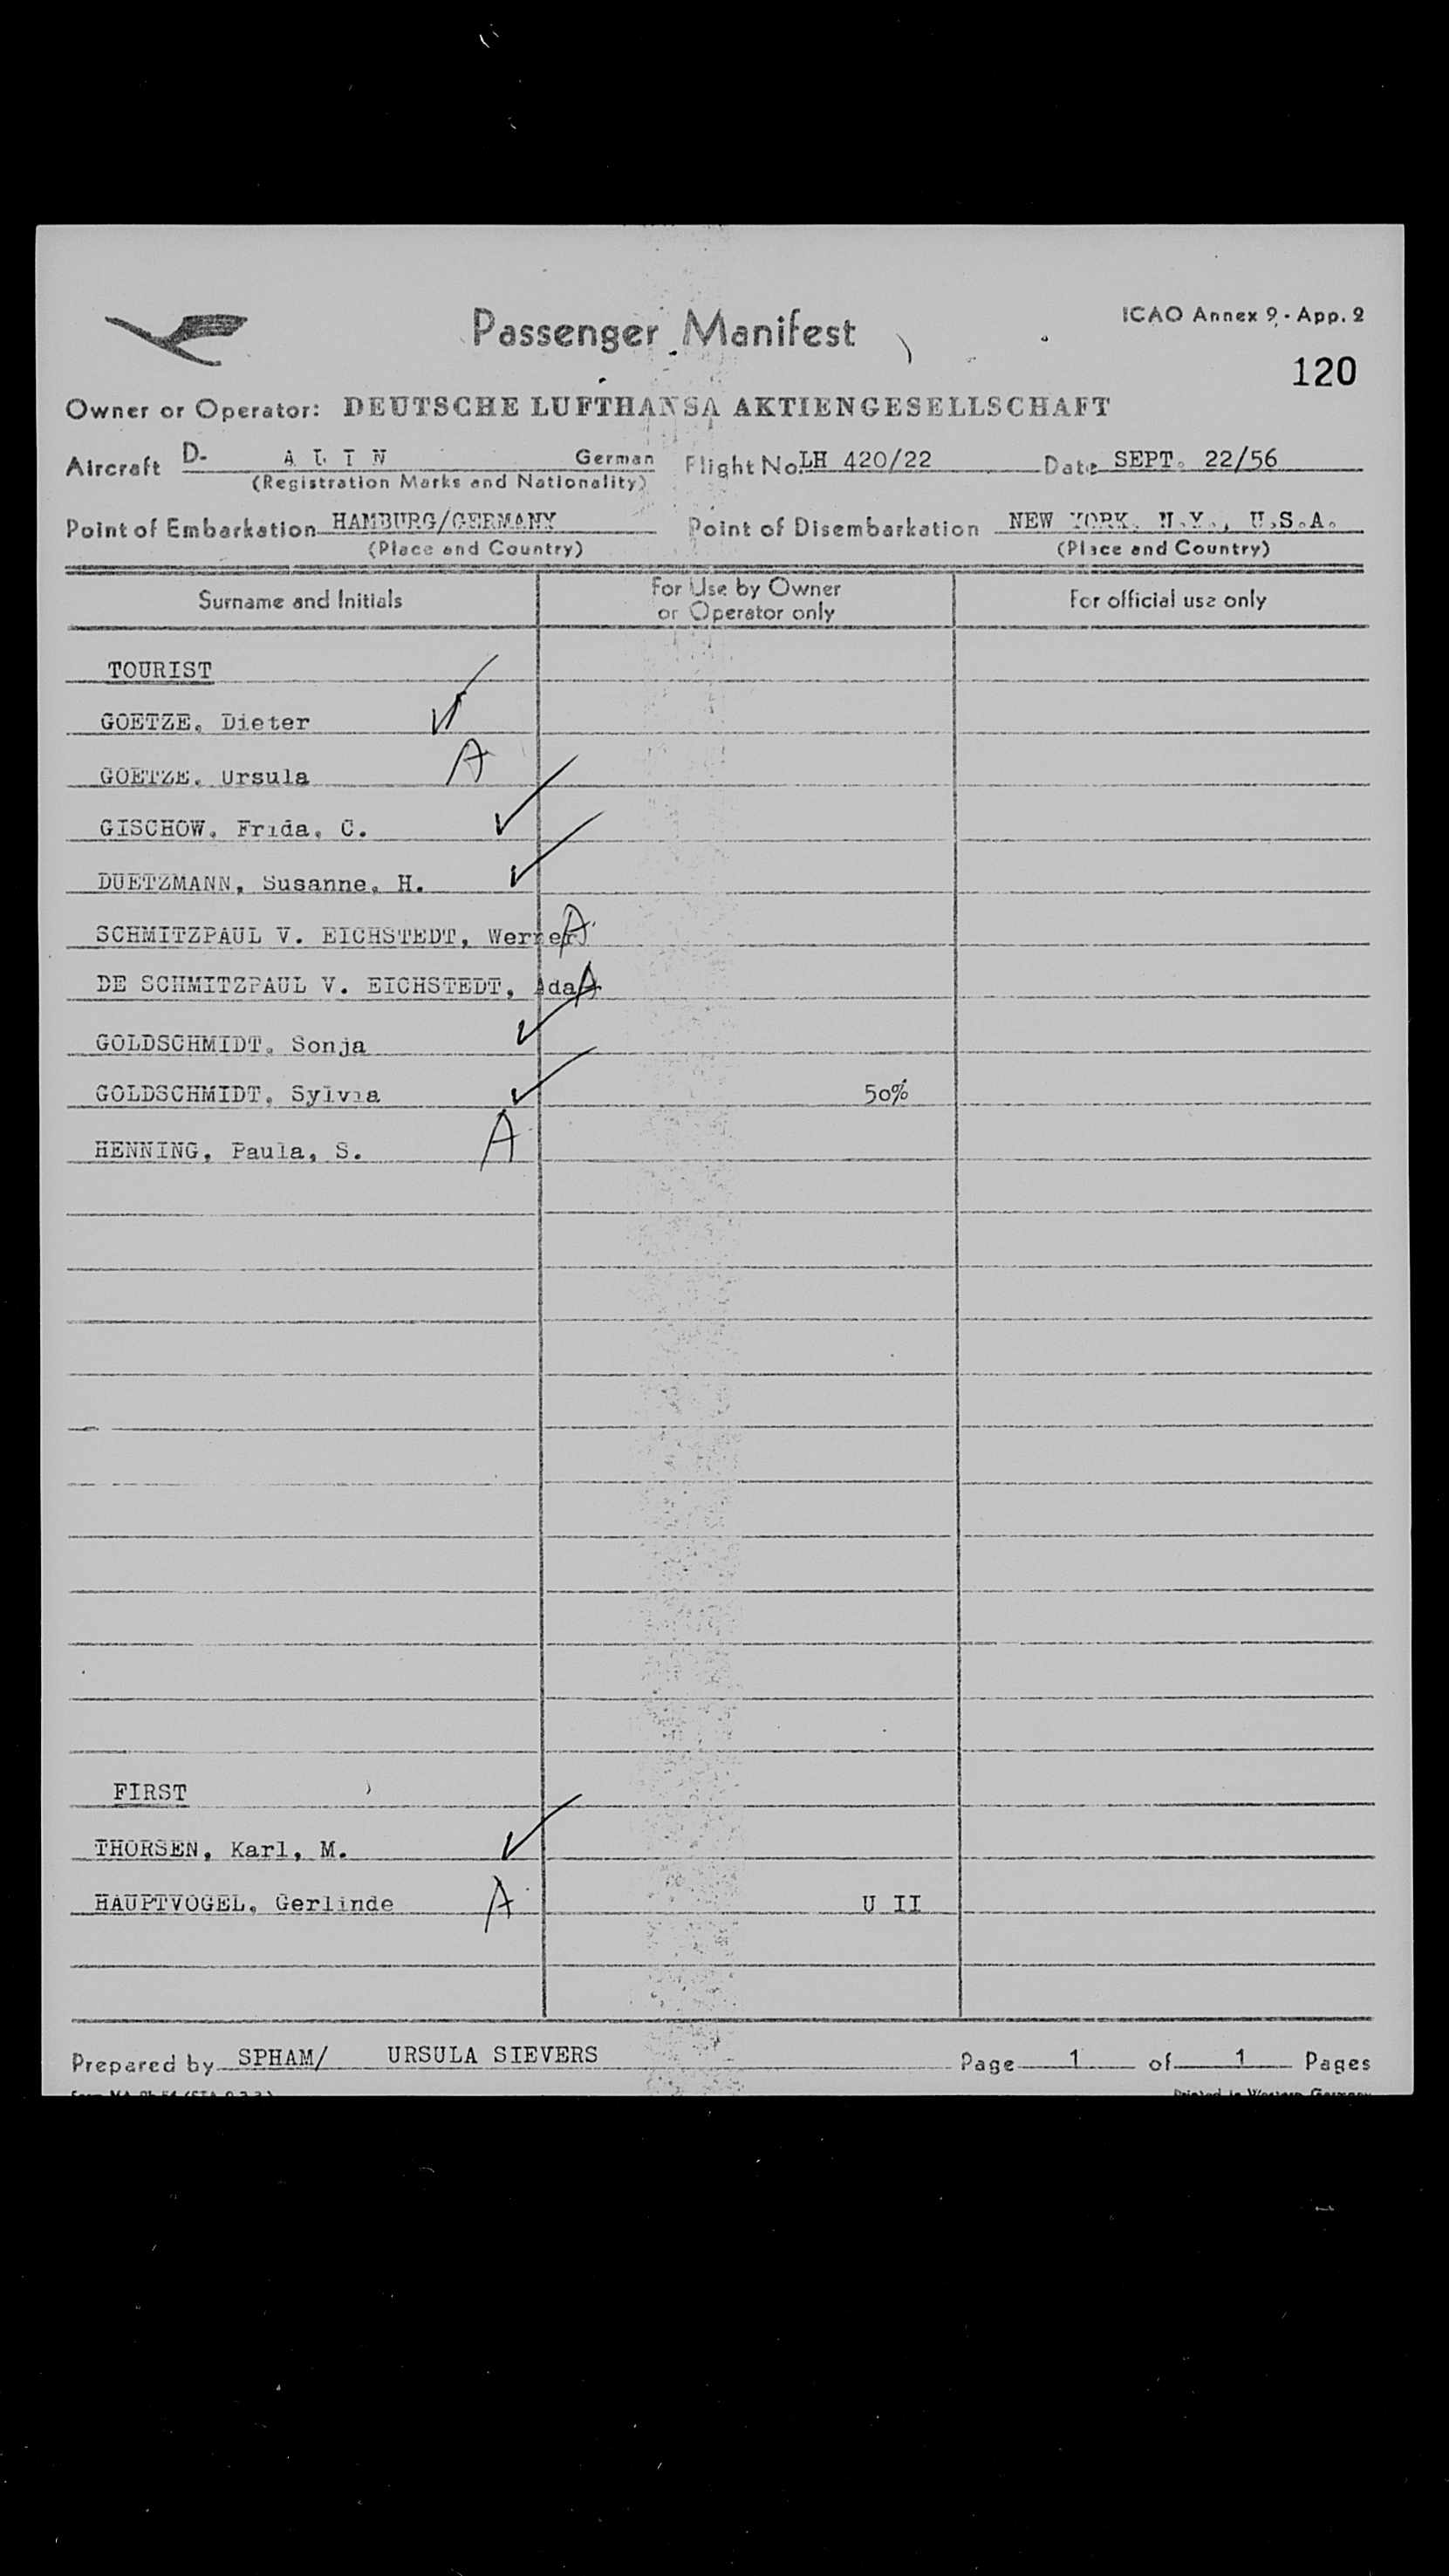 Passenger Manifest
ICAO Annex 9 - App. 2
120
Owner or Operator: DEUTSCHE LUFTHANSA AKTIENGESELLSCHAFT
Aircraft D- A L I N German Flight No. LH 420/22 Date SEPT. 22/56
(Registration Marks and Nationality)
Point of Embarkation HAMBURG/GERMANY Point of Disembarkation NEW YORK, N.Y., U.S.A.
(Place and Country) (Place and Country)
Surname and Initials For Use by Owner or Operator only For official use only
TOURIST
GOETZE, Dieter ✓
GOETZE, Ursula A
GISCHOW, Frida, C. ✓
DUETZMANN, Susanne, H. ✓
SCHMITZPAUL V. EICHSTEDT, Werner A
DE SCHMITZPAUL V. EICHSTEDT, Ada A
GOLDSCHMIDT, Sonja ✓
GOLDSCHMIDT, Sylvia ✓ 50%
HENNING, Paula, S. A
FIRST
THORSEN, Karl, M. ✓
HAUPTVOGEL, Gerlinde A U II
Prepared by SPHAM/ URSULA SIEVERS Page 1 of 1 Pages
Printed in Western Germany